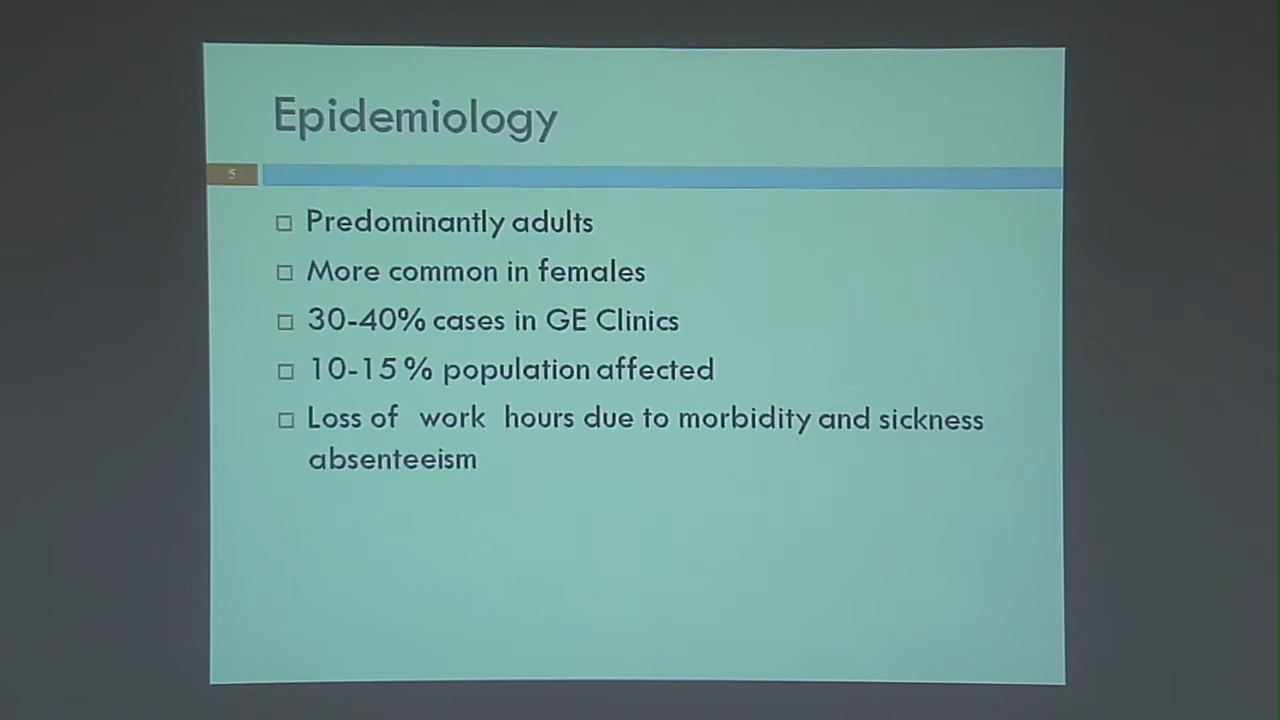 Epidemiology
5
Predominantly adults
More common in females
30-40% cases in GE Clinics
10-15 % population affected
Loss of work hours due to morbidity and sickness
absenteeism